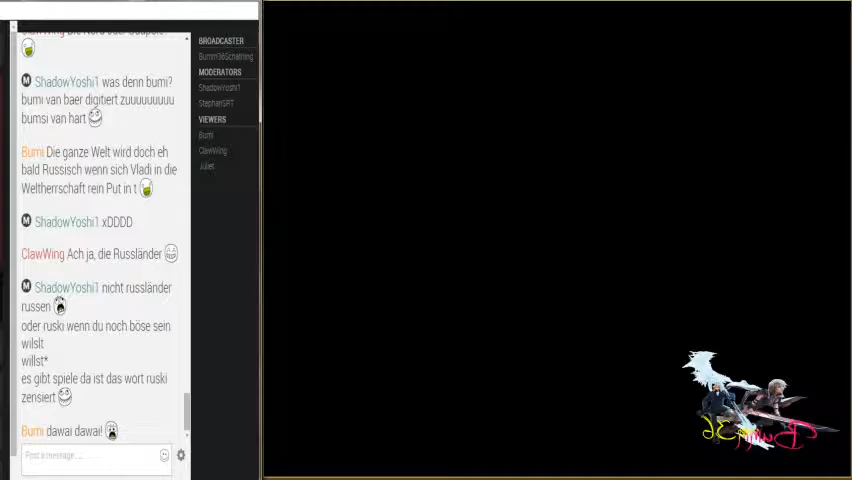 ShadowYoshi1 was denn bumi?
bumi van baer digitiert zuuuuuuuuu
bumsi van hart
Bumi Die ganze Welt wird doch eh
bald Russisch wenn sich Vladi in die
Weltherrschaft rein Put in t
ShadowYoshi1 xDDDD
ClawWing Ach ja, die Russländer
ShadowYoshi1 nicht russländer
russen
oder ruski wenn du noch böse sein
wilslt
willst*
es gibt spiele da ist das wort ruski
zensiert
Bumi dawai dawai!
Post a message...
BROADCASTER
MODERATORS
ShadowYoshi1
StephanSPT
VIEWERS
Bumi
ClawWing
Juliet